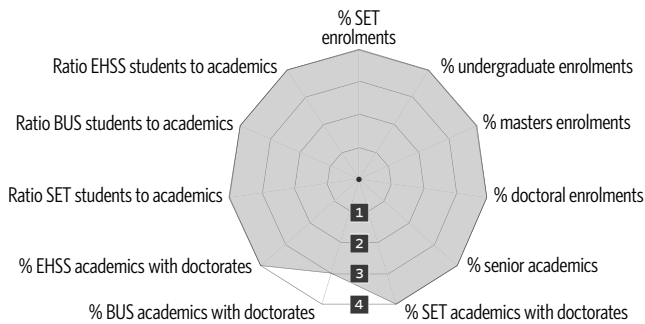 % SET
enrolments
Ratio EHSS students to academics
% undergraduate enrolments
Ratio BUS students to academics
% masters enrolments
Ratio SET students to academics
% doctoral enrolments
1
2
% EHSS academics with doctorates
% senior academics
3
4
% BUS academics with doctorates
% SET academics with doctorates